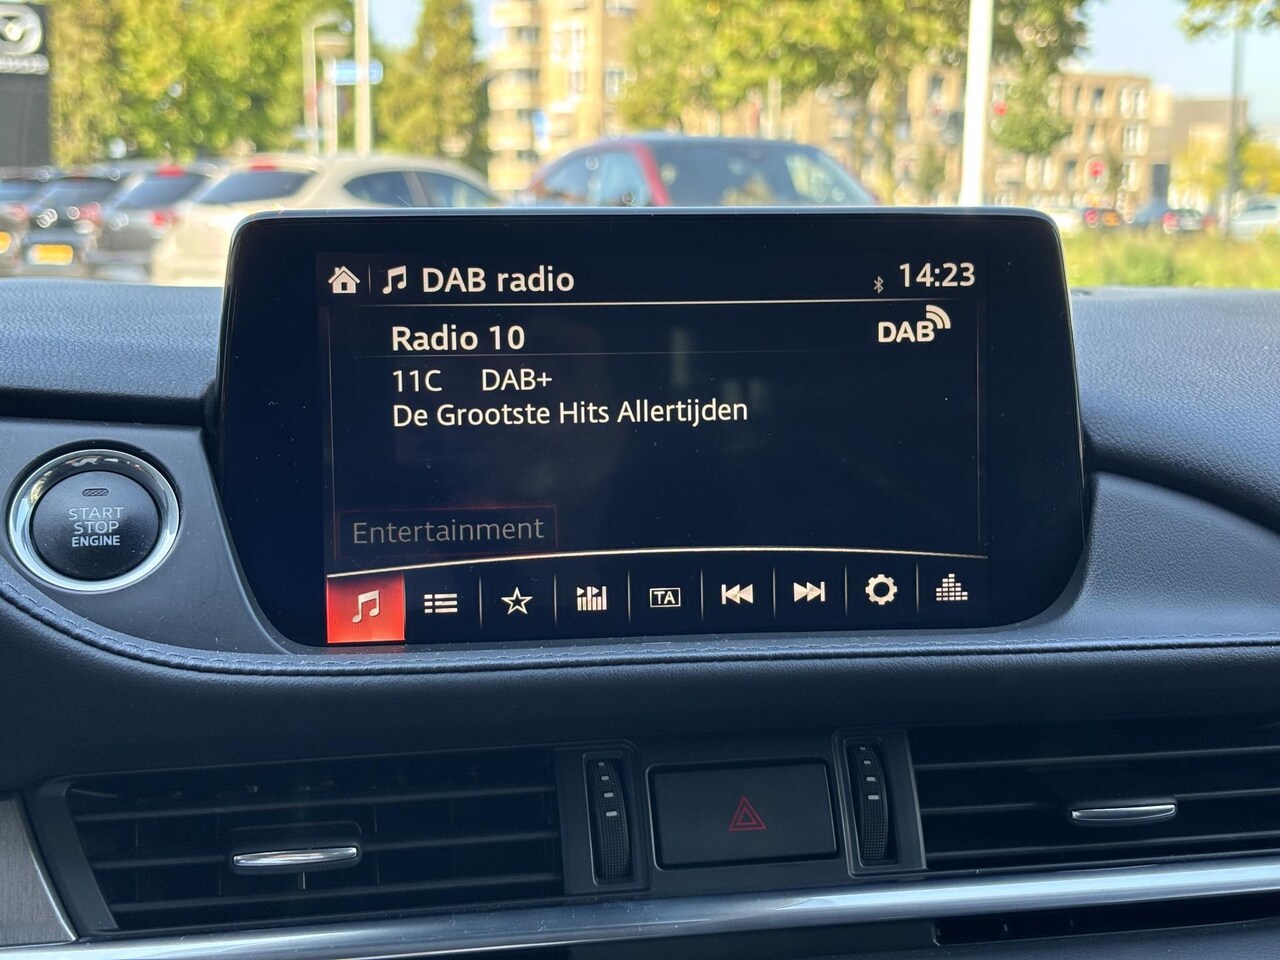 DAB radio 14:23
Radio 10 DAB
11C DAB+
De Grootste Hits Allertijden
Entertainment
TA
START
STOP
ENGINE